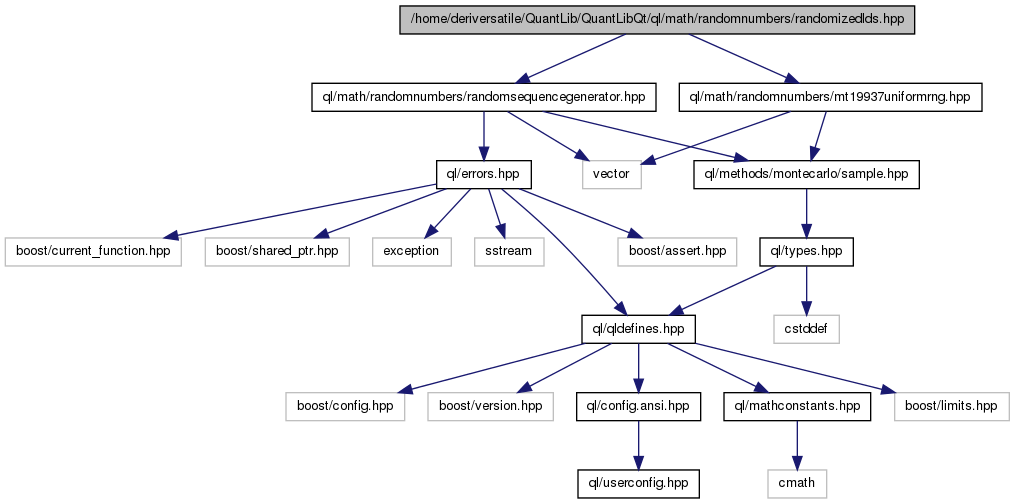 /home/deriversatile/QuantLib/QuantLibQt/ql/math/randomnumbers/randomizedlds.hpp
ql/math/randomnumbers/randomsequencegenerator.hpp
ql/math/randomnumbers/mt19937uniformrng.hpp
ql/errors.hpp
vector
ql/methods/montecarlo/sample.hpp
boost/current_function.hpp
boost/shared_ptr.hpp
exception
sstream
boost/assert.hpp
ql/types.hpp
ql/qldefines.hpp
cstddef
boost/config.hpp
boost/version.hpp
ql/config.ansi.hpp
ql/mathconstants.hpp
boost/limits.hpp
ql/userconfig.hpp
cmath